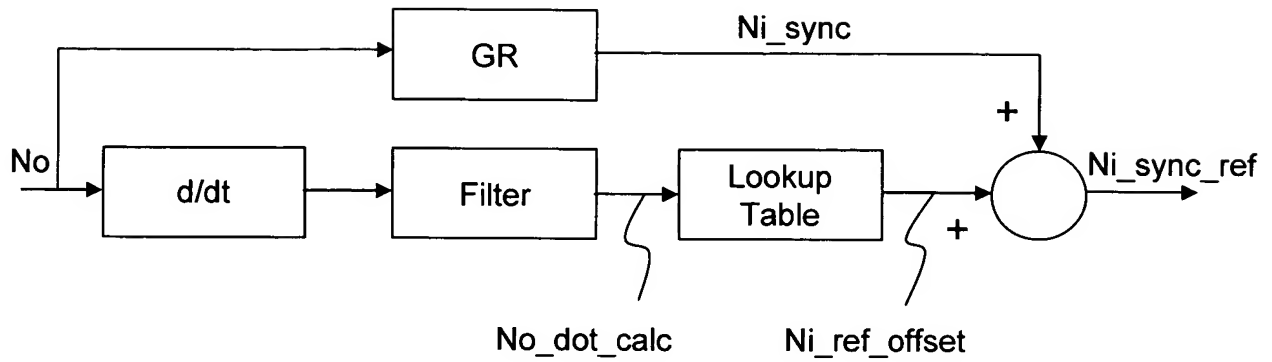 GR
Ni_sync
+
No
d/dt
Filter
Lookup
Table
+
Ni_sync_ref
No_dot_calc
Ni_ref_offset